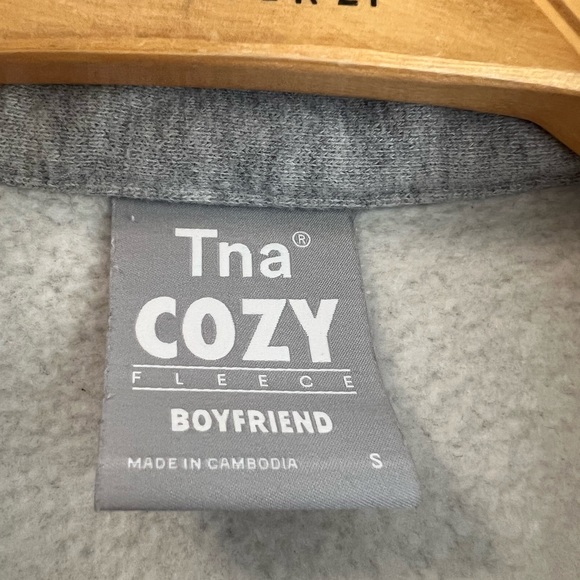 Tna®
COZY
FLEECE
BOYFRIEND
MADE IN CAMBODIA S